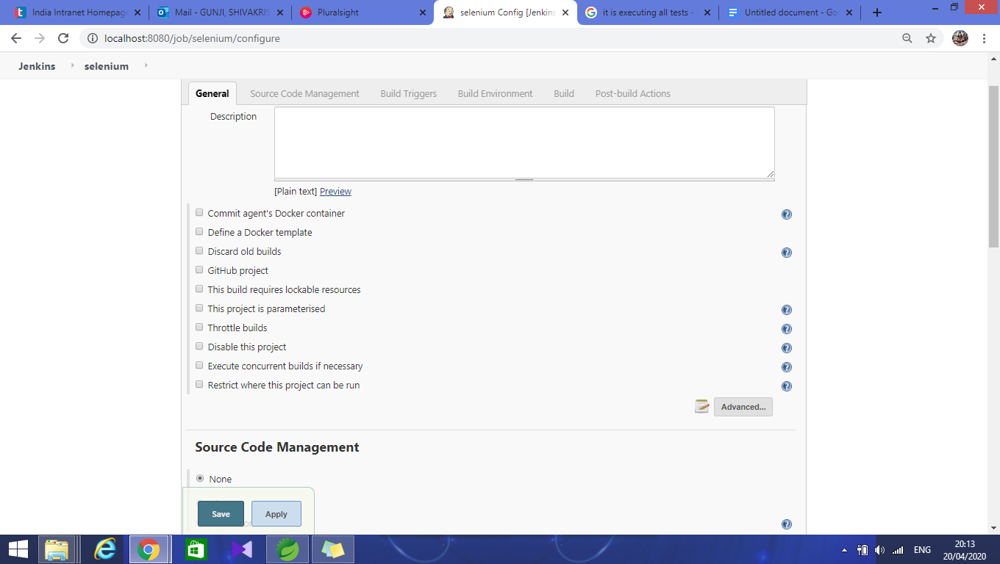 India Intranet Homepage
Mail - GUNJI, SHIVAKRIS
Pluralsight
selenium Config [Jenkins
it is executing all tests -
Untitled document - Goo
localhost:8080/job/selenium/configure
Jenkins
selenium
General
Source Code Management
Build Triggers
Build Environment
Build
Post-build Actions
Description
[Plain text] Preview
Commit agent's Docker container
Define a Docker template
Discard old builds
GitHub project
This build requires lockable resources
This project is parameterised
Throttle builds
Disable this project
Execute concurrent builds if necessary
Restrict where this project can be run
Advanced...
Source Code Management
None
Save
Apply
ENG
20:13
20/04/2020